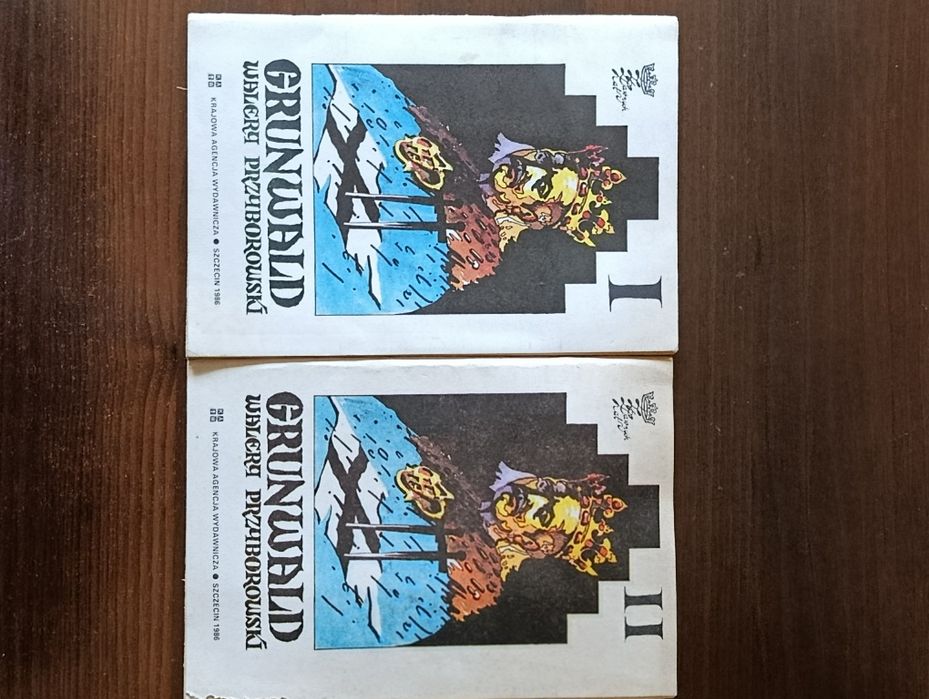 I
GRUNWALD
WALERY PRZYBOROWSKI
KRAJOWA AGENCJA WYDAWNICZA ● SZCZECIN 1986
II
GRUNWALD
WALERY PRZYBOROWSKI
KRAJOWA AGENCJA WYDAWNICZA ● SZCZECIN 1986